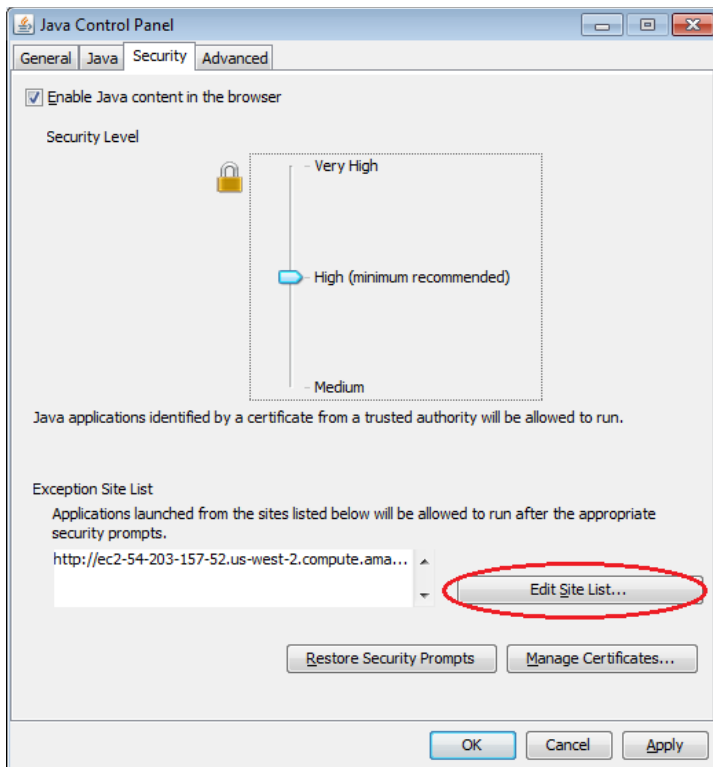 Java Control Panel
General Java Security Advanced
Enable Java content in the browser
Security Level
Very High
High (minimum recommended)
Medium
Java applications identified by a certificate from a trusted authority will be allowed to run.
Exception Site List
Applications launched from the sites listed below will be allowed to run after the appropriate
security prompts.
http://ec2-54-203-157-52.us-west-2.compute.ama...
Edit Site List...
Restore Security Prompts Manage Certificates...
OK Cancel Apply